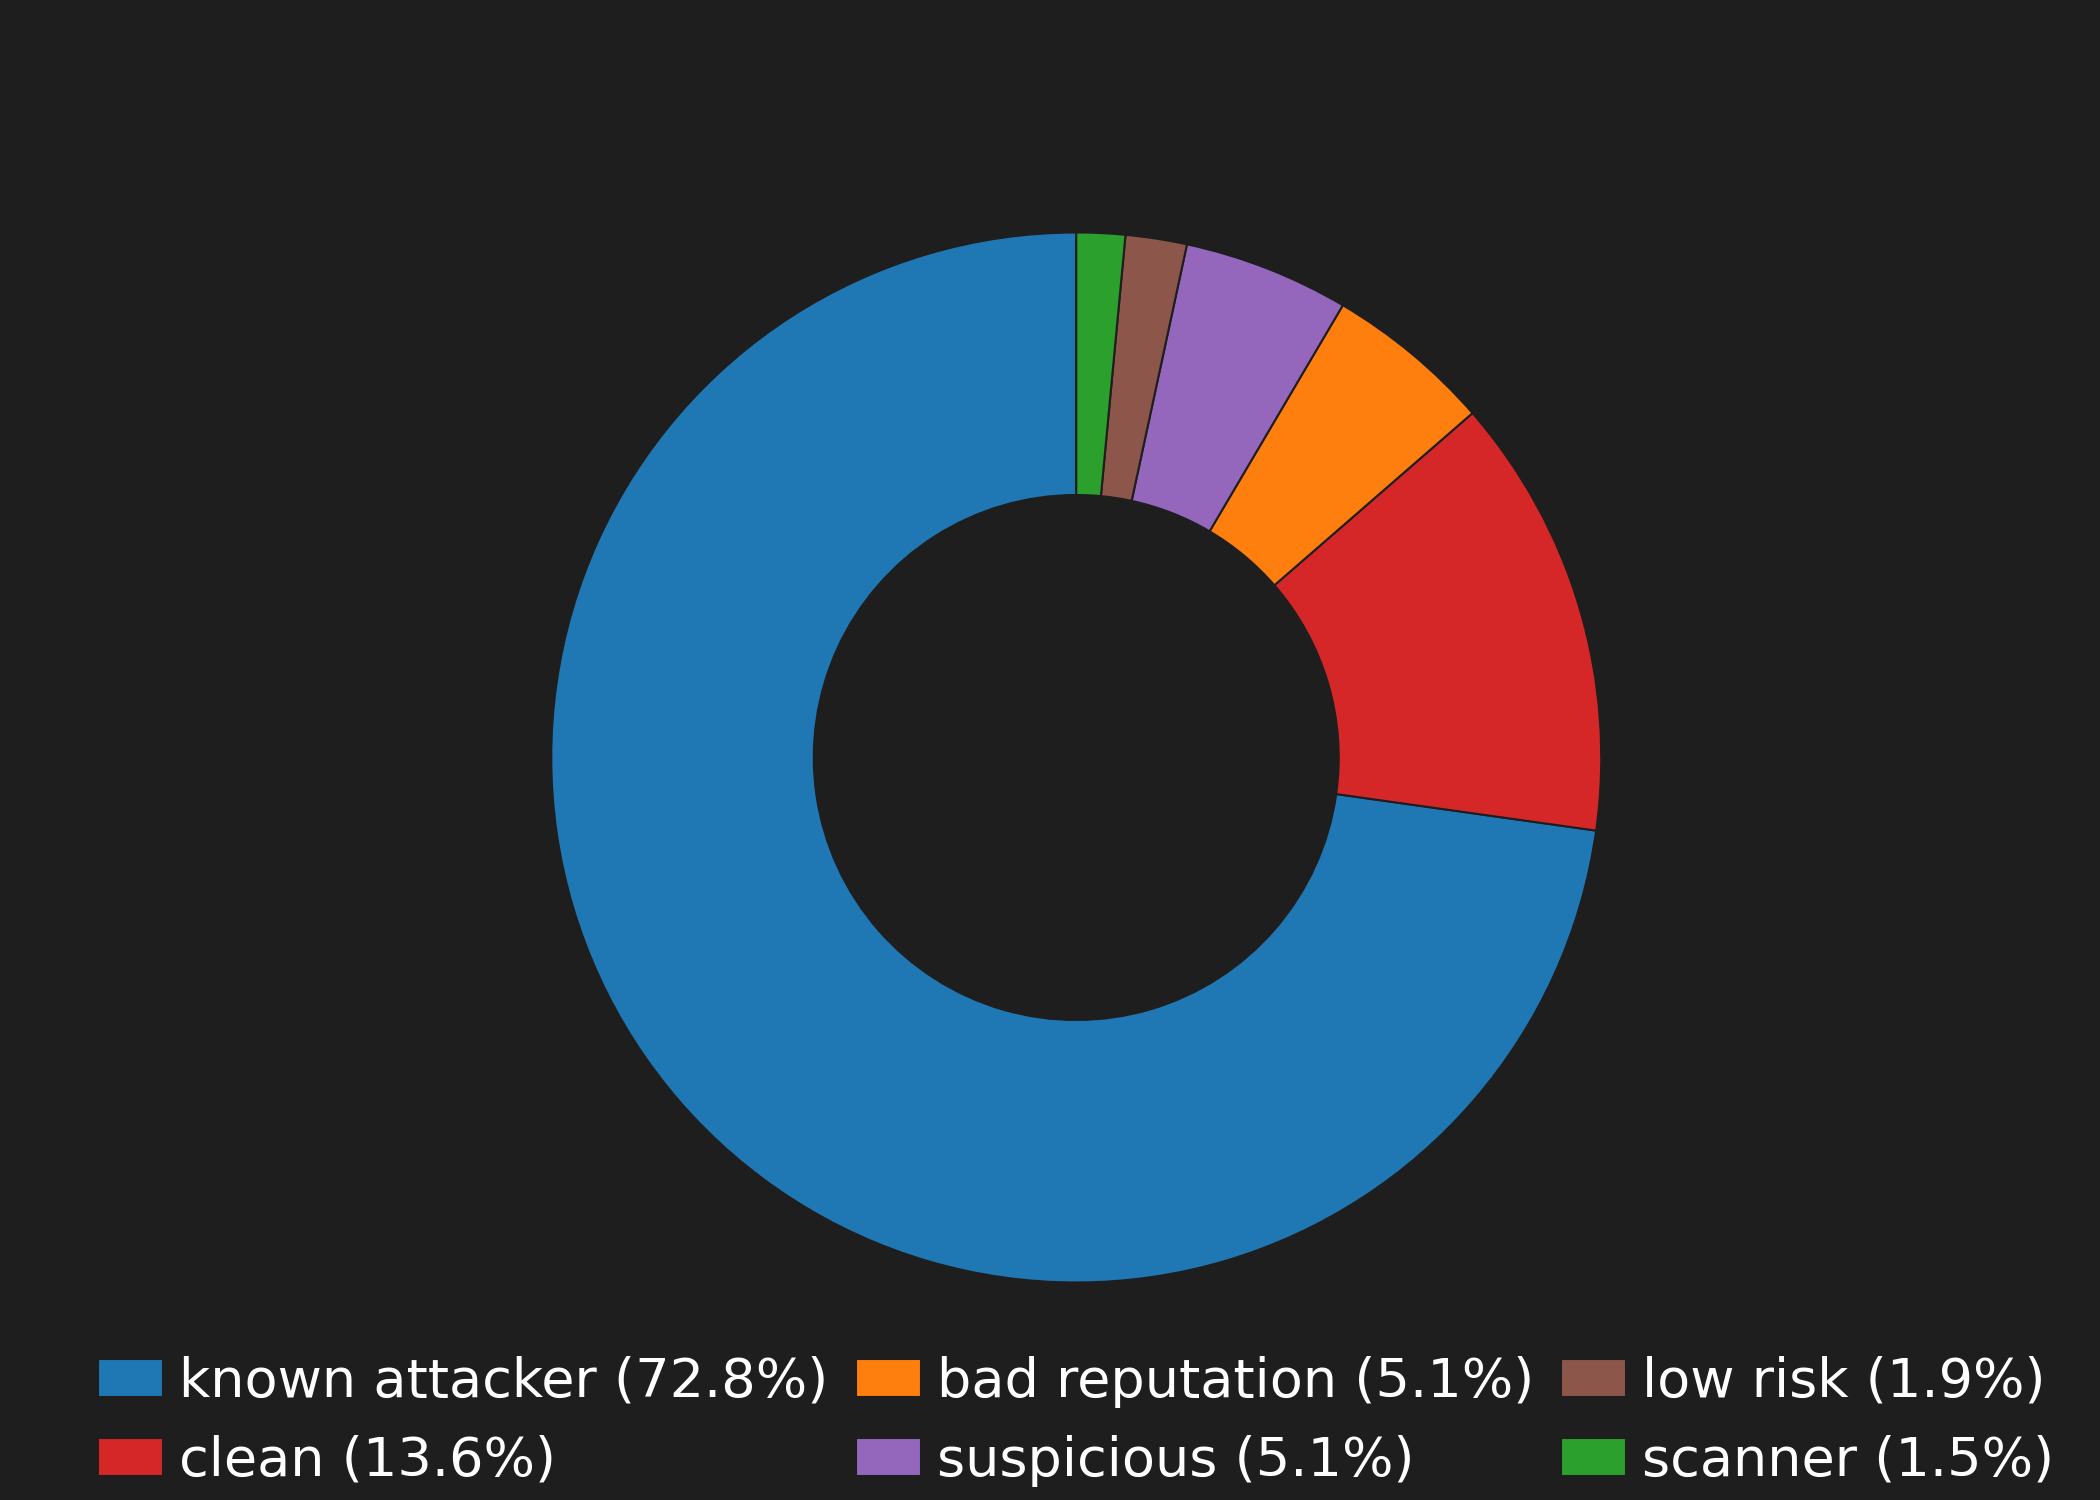 known attacker (72.8%) bad reputation (5.1%) low risk (1.9%)
clean (13.6%) suspicious (5.1%) scanner (1.5%)